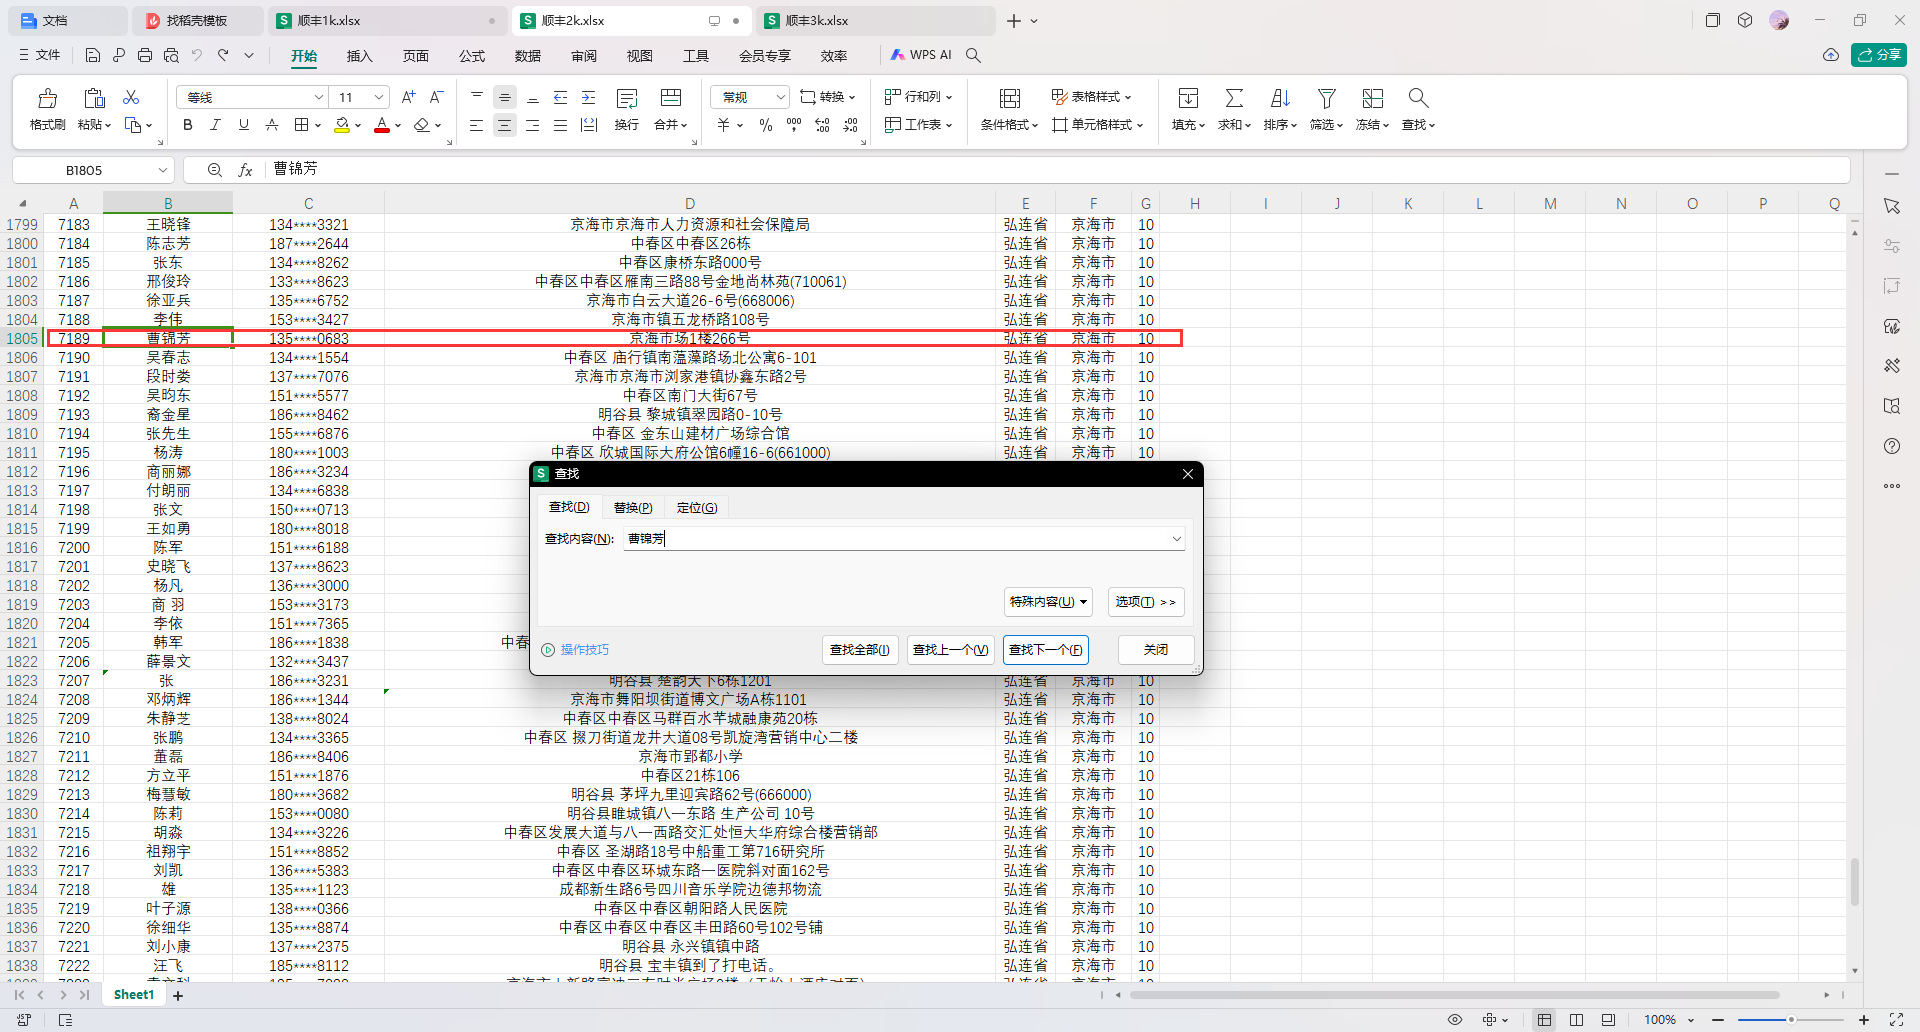 文档 找稻壳模板 顺丰1k.xlsx 顺丰2k.xlsx 顺丰3k.xlsx
文件 开始 插入 页面 公式 数据 审阅 视图 工具 会员专享 效率 WPS AI 分享
格式刷 粘贴 等线 11 换行 合并 常规 转换 行和列 工作表 条件格式 表格样式 单元格样式 填充 求和 排序 筛选 冻结 查找
B1805 fx 曹锦芳
A B C D E F G H I J K L M N O P Q
1799 7183 王晓锋 134****3321 京海市京海市人力资源和社会保障局 弘连省 京海市 10
1800 7184 陈志芳 187****2644 中春区中春区26栋 弘连省 京海市 10
1801 7185 张东 134****8262 中春区康桥东路000号 弘连省 京海市 10
1802 7186 邢俊玲 133****8623 中春区中春区雁南三路88号金地尚林苑(710061) 弘连省 京海市 10
1803 7187 徐亚兵 135****6752 京海市白云大道26-6号(668006) 弘连省 京海市 10
1804 7188 李伟 153****3427 京海市镇五龙桥路108号 弘连省 京海市 10
1805 7189 曹锦芳 135****0683 京海市场1楼266号 弘连省 京海市 10
1806 7190 吴春志 134****1554 中春区 庙行镇南蕰藻路场北公寓6-101 弘连省 京海市 10
1807 7191 段时娄 137****7076 京海市京海市浏家港镇协鑫东路2号 弘连省 京海市 10
1808 7192 吴昀东 151****5577 中春区南门大街67号 弘连省 京海市 10
1809 7193 裔金星 186****8462 明谷县 黎城镇翠园路0-10号 弘连省 京海市 10
1810 7194 张先生 155****6876 中春区 金东山建材广场综合馆 弘连省 京海市 10
1811 7195 杨涛 180****1003 中春区 欣城国际大府公馆6幢16-6(661000) 弘连省 京海市 10
1812 7196 商丽娜 186****3234
1813 7197 付朗丽 134****6838
1814 7198 张文 150****0713
1815 7199 王如勇 180****8018
1816 7200 陈军 151****6188
1817 7201 史晓飞 137****8623
1818 7202 杨凡 136****3000
1819 7203 商 羽 153****3173
1820 7204 李依 151****7365
1821 7205 韩军 186****1838 中春
1822 7206 薛景文 132****3437
查找
查找(D) 替换(P) 定位(G)
查找内容(N): 曹锦芳
特殊内容(U) 选项(T) >>
操作技巧 查找全部(I) 查找上一个(V) 查找下一个(F) 关闭
1823 7207 张 186****3231 明谷县 楚韵天下6栋1201 弘连省 京海市 10
1824 7208 邓炳辉 186****1344 京海市舞阳坝街道博文广场A栋1101 弘连省 京海市 10
1825 7209 朱静芝 138****8024 中春区中春区马群百水芊城融康苑20栋 弘连省 京海市 10
1826 7210 张鹏 134****3365 中春区 掇刀街道龙井大道08号凯旋湾营销中心二楼 弘连省 京海市 10
1827 7211 董磊 186****8406 京海市郢都小学 弘连省 京海市 10
1828 7212 方立平 151****1876 中春区21栋106 弘连省 京海市 10
1829 7213 梅慧敏 180****3682 明谷县 茅坪九里迎宾路62号(666000) 弘连省 京海市 10
1830 7214 陈莉 153****0080 明谷县睢城镇八一东路 生产公司 10号 弘连省 京海市 10
1831 7215 胡淼 134****3226 中春区发展大道与八一西路交汇处恒大华府综合楼营销部 弘连省 京海市 10
1832 7216 祖翔宇 151****8852 中春区 圣湖路18号中船重工第716研究所 弘连省 京海市 10
1833 7217 刘凯 136****5383 中春区中春区环城东路一医院斜对面162号 弘连省 京海市 10
1834 7218 雄 135****1123 成都新生路6号四川音乐学院边德邦物流 弘连省 京海市 10
1835 7219 叶子源 138****0366 中春区中春区朝阳路人民医院 弘连省 京海市 10
1836 7220 徐细华 135****8874 中春区中春区中春区丰田路60号102号铺 弘连省 京海市 10
1837 7221 刘小康 137****2375 明谷县 永兴镇镇中路 弘连省 京海市 10
1838 7222 汪飞 185****8112 明谷县 宝丰镇到了打电话。 弘连省 京海市 10
Sheet1
100%